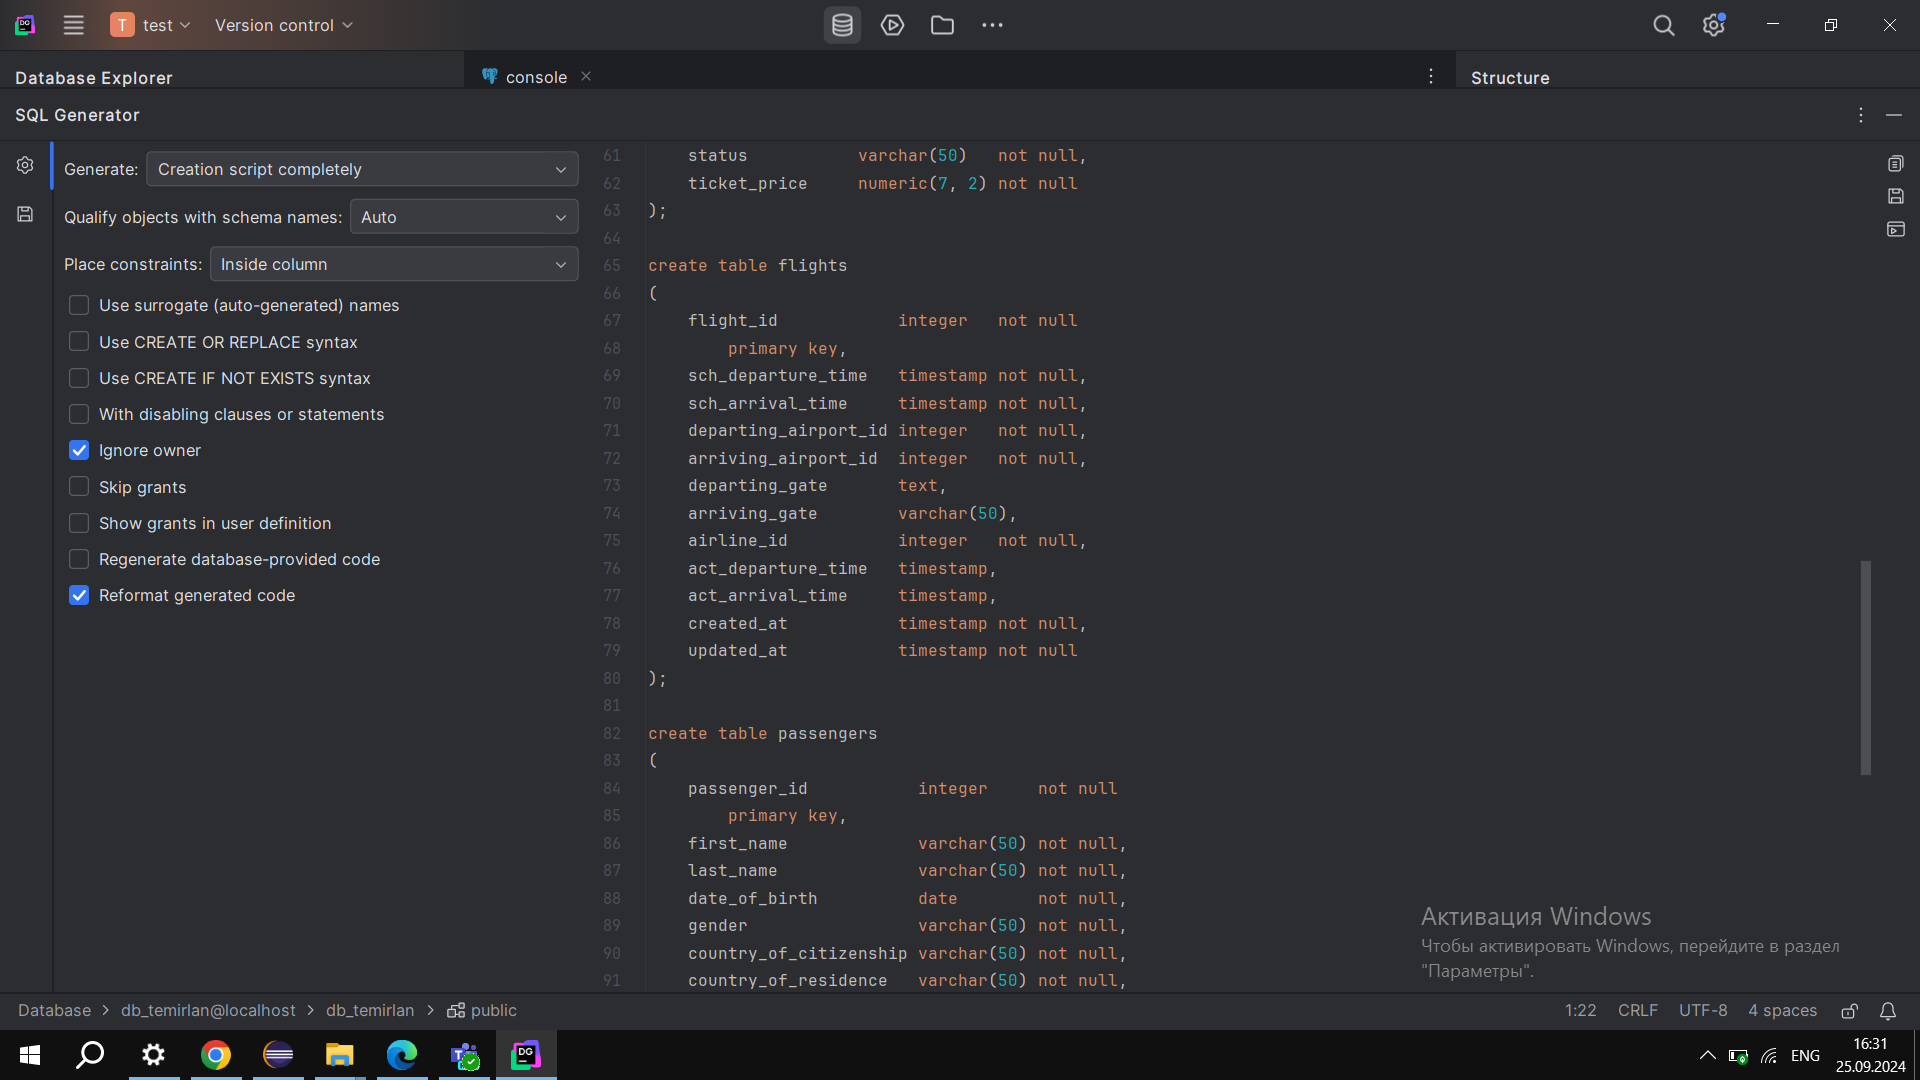 T test Version control
Database Explorer
console
Structure
SQL Generator
Generate: Creation script completely
Qualify objects with schema names: Auto
Place constraints: Inside column
Use surrogate (auto-generated) names
Use CREATE OR REPLACE syntax
Use CREATE IF NOT EXISTS syntax
With disabling clauses or statements
Ignore owner
Skip grants
Show grants in user definition
Regenerate database-provided code
Reformat generated code
61 status varchar(50) not null,
62 ticket_price numeric(7, 2) not null
63 );
64
65 create table flights
66 (
67 flight_id integer not null
68 primary key,
69 sch_departure_time timestamp not null,
70 sch_arrival_time timestamp not null,
71 departing_airport_id integer not null,
72 arriving_airport_id integer not null,
73 departing_gate text,
74 arriving_gate varchar(50),
75 airline_id integer not null,
76 act_departure_time timestamp,
77 act_arrival_time timestamp,
78 created_at timestamp not null,
79 updated_at timestamp not null
80 );
81
82 create table passengers
83 (
84 passenger_id integer not null
85 primary key,
86 first_name varchar(50) not null,
87 last_name varchar(50) not null,
88 date_of_birth date not null,
89 gender varchar(50) not null,
90 country_of_citizenship varchar(50) not null,
91 country_of_residence varchar(50) not null,
Активация Windows
Чтобы активировать Windows, перейдите в раздел
"Параметры".
Database db_temirlan@localhost db_temirlan public
1:22 CRLF UTF-8 4 spaces
DG
ENG
16:31
25.09.2024